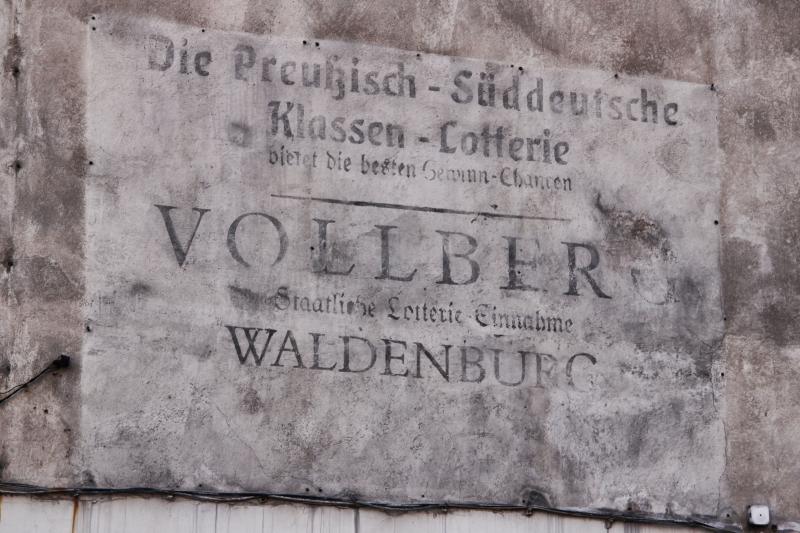 Die Preußisch - Süddeutsche
Klassen - Lotterie
bietet die besten Gewinn-Chancen
VOLLBERG
Staatliche Lotterie-Einnahme
WALDENBURG